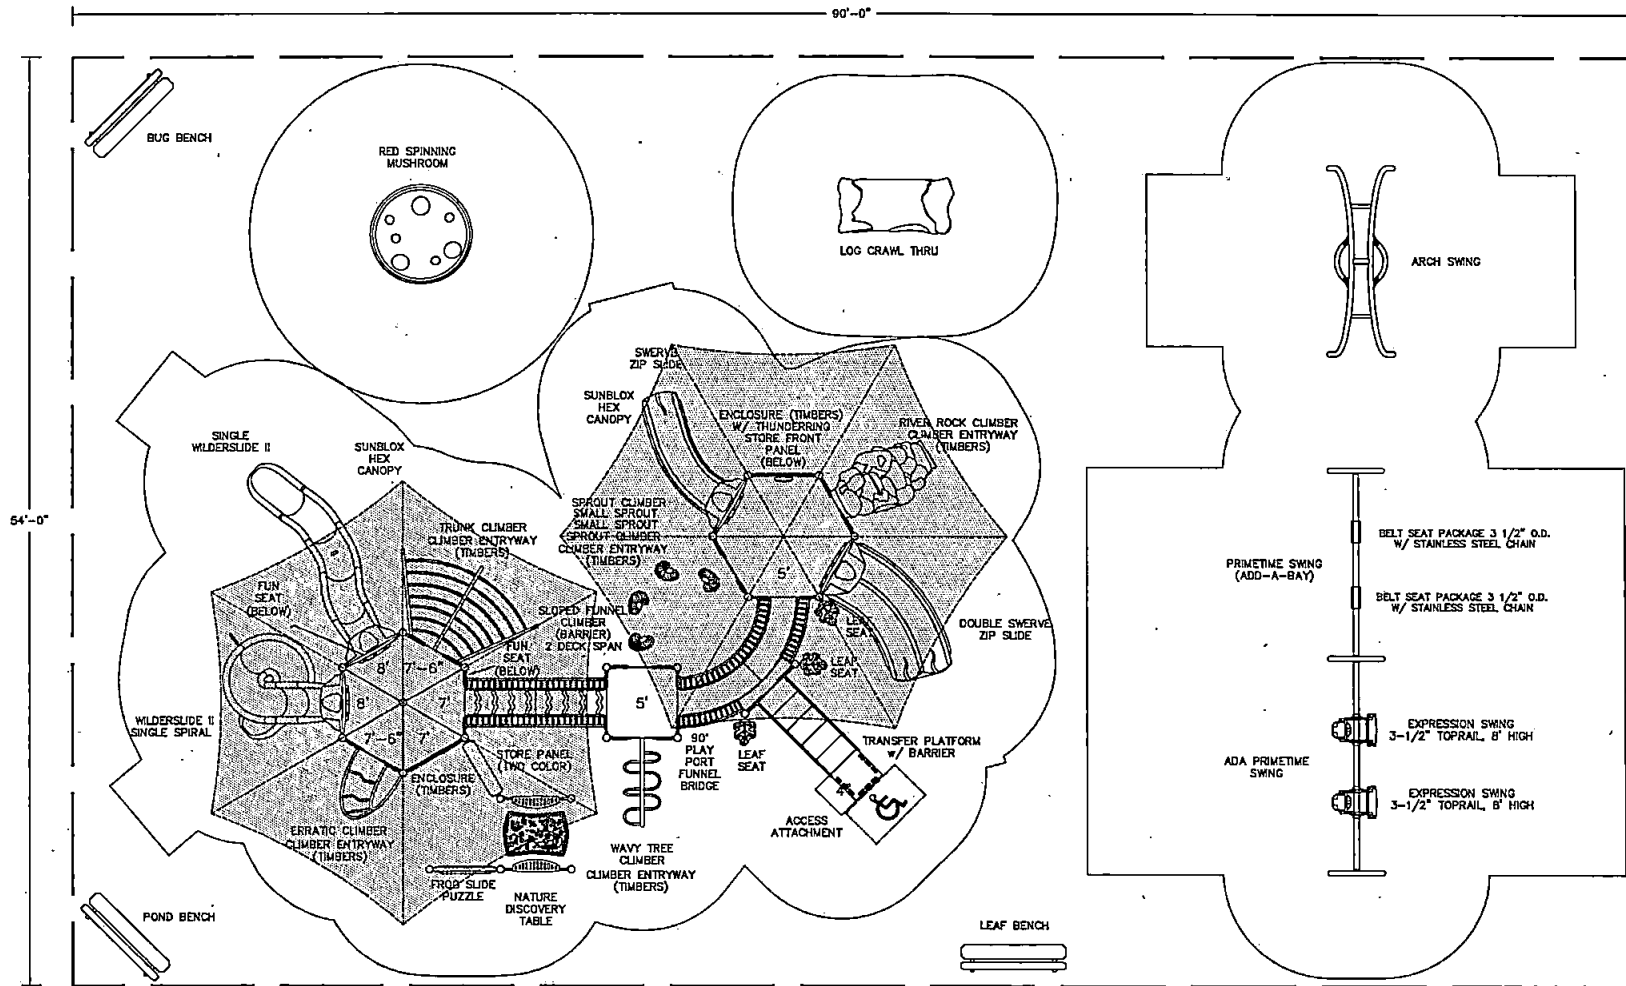 90'-0"
54'-0"
BUG BENCH
RED SPINNING
MUSHROOM
LOG CRAWL THRU
ARCH SWING
SWERVE
ZIP SLIDE
SUNBLOX
HEX
CANOPY
ENCLOSURE (TIMBERS)
W/ THUNDERRING
STORE FRONT
PANEL
(BELOW)
RIVER ROCK CLIMBER
CLIMBER ENTRYWAY
(TIMBERS)
SINGLE
WILDERSLIDE II
SUNBLOX
HEX
CANOPY
SPROUT CLIMBER
SMALL SPROUT
SMALL SPROUT
SPROUT CLIMBER
CLIMBER ENTRYWAY
(TIMBERS)
TRUNK CLIMBER
CLIMBER ENTRYWAY
(TIMBERS)
5'
BELT SEAT PACKAGE 3 1/2" O.D.
W/ STAINLESS STEEL CHAIN
PRIMETIME SWING
(ADD-A-BAY)
BELT SEAT PACKAGE 3 1/2" O.D.
W/ STAINLESS STEEL CHAIN
FUN
SEAT
(BELOW)
SLOPED FUNNEL
CLIMBER
(BARRIER)
2 DECK SPAN
FUN
SEAT
(BELOW)
LEAF
SEAT
DOUBLE SWERVE
ZIP SLIDE
LEAF
SEAT
8'
7'-6"
8'
7'
7'-6"
7'
5'
WILDERSLIDE II
SINGLE SPIRAL
90°
PLAY
PORT
FUNNEL
BRIDGE
LEAF
SEAT
TRANSFER PLATFORM
w/ BARRIER
EXPRESSION SWING
3-1/2" TOPRAIL, 8' HIGH
STORE PANEL
(TWO COLOR)
ENCLOSURE
(TIMBERS)
ADA PRIMETIME
SWING
EXPRESSION SWING
3-1/2" TOPRAIL, 8' HIGH
ACCESS
ATTACHMENT
ERRATIC CLIMBER
CLIMBER ENTRYWAY
(TIMBERS)
WAVY TREE
CLIMBER
CLIMBER ENTRYWAY
(TIMBERS)
FROG SLIDE
PUZZLE
NATURE
DISCOVERY
TABLE
POND BENCH
LEAF BENCH